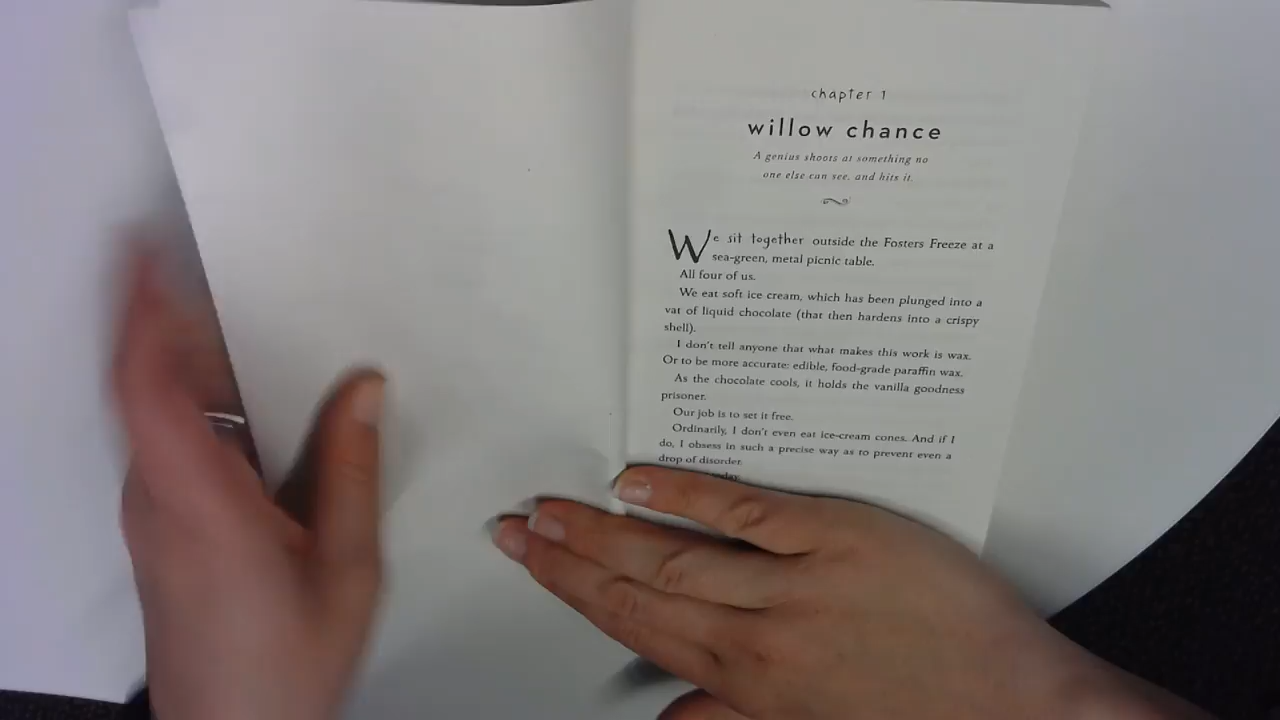 chapter 1
willow chance
A genius shoots at something no
one else can see, and hits it.
We sit together outside the Fosters Freeze at a
sea-green, metal picnic table.
All four of us.
We eat soft ice cream, which has been plunged into a
vat of liquid chocolate (that then hardens into a crispy
shell).
I don't tell anyone that what makes this work is wax.
Or to be more accurate: edible, food-grade paraffin wax.
As the chocolate cools, it holds the vanilla goodness
prisoner.
Our job is to set it free.
Ordinarily, I don't even eat ice-cream cones. And if I
do, I obsess in such a precise way as to prevent even a
drop of disorder.